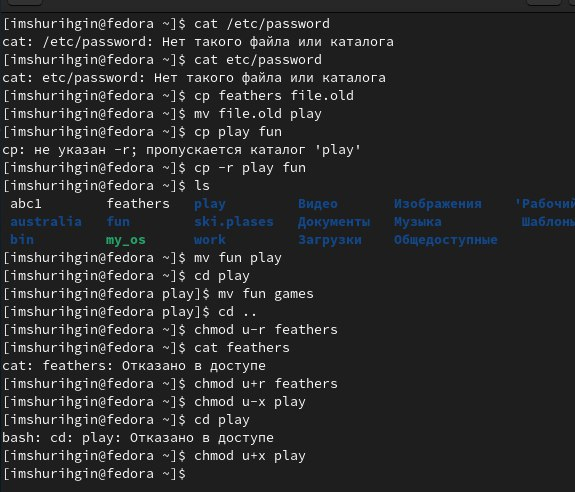 [imshurihgin@fedora ~]$ cat /etc/password
cat: /etc/password: Нет такого файла или каталога
[imshurihgin@fedora ~]$ cat etc/password
cat: etc/password: Нет такого файла или каталога
[imshurihgin@fedora ~]$ cp feathers file.old
[imshurihgin@fedora ~]$ mv file.old play
[imshurihgin@fedora ~]$ cp play fun
cp: не указан -r; пропускается каталог 'play'
[imshurihgin@fedora ~]$ cp -r play fun
[imshurihgin@fedora ~]$ ls
abc1 feathers play Видео Изображения 'Рабочий
australia fun ski.plases Документы Музыка Шаблоны
bin my_os work Загрузки Общедоступные
[imshurihgin@fedora ~]$ mv fun play
[imshurihgin@fedora ~]$ cd play
[imshurihgin@fedora play]$ mv fun games
[imshurihgin@fedora play]$ cd ..
[imshurihgin@fedora ~]$ chmod u-r feathers
[imshurihgin@fedora ~]$ cat feathers
cat: feathers: Отказано в доступе
[imshurihgin@fedora ~]$ chmod u+r feathers
[imshurihgin@fedora ~]$ chmod u-x play
[imshurihgin@fedora ~]$ cd play
bash: cd: play: Отказано в доступе
[imshurihgin@fedora ~]$ chmod u+x play
[imshurihgin@fedora ~]$